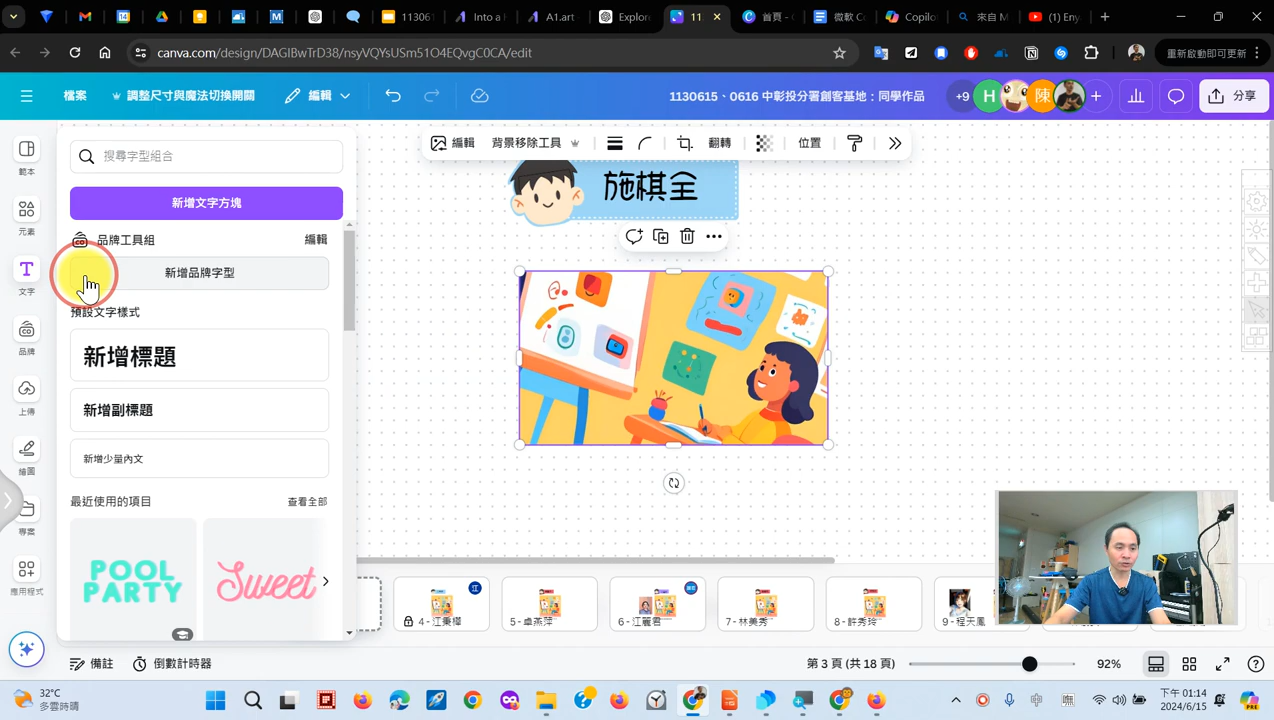 11306
Into a
A1.art
Explore
11
首頁 -
微軟 C
Copilo
來自 M
(1) Eny
canva.com/design/DAGIBwTrD38/nsyVQYsUSm51O4EQvgC0CA/edit
重新啟動即可更新
檔案
調整尺寸與魔法切換開關
編輯
1130615、0616 中彰投分署創客基地：同學作品
+9
H
陳
分享
範本
元素
文字
品牌
上傳
繪圖
專案
應用程式
搜尋字型組合
新增文字方塊
品牌工具組
編輯
新增品牌字型
預設文字樣式
新增標題
新增副標題
新增少量內文
最近使用的項目
查看全部
POOL
PARTY
Sweet
編輯
背景移除工具
翻轉
位置
施棋全
江
4 - 江秉樟
5 - 卓燕萍
6 - 江麗君
7 - 林美秀
8 - 許秀玲
9 - 程天鳳
備註
倒數計時器
第 3 頁 (共 18 頁)
92%
32°C
多雲時晴
中
下午 01:14
2024/6/15
PRE